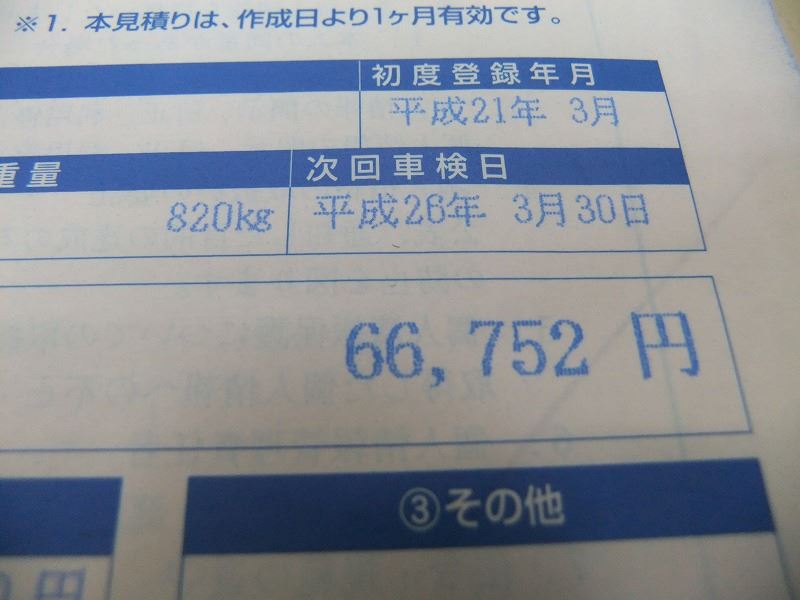 ※1. 本見積りは、作成日より1ヶ月有効です。
初度登録年月
平成21年 3月
重量 次回車検日
820kg 平成26年 3月30日
66,752 円
③その他
円